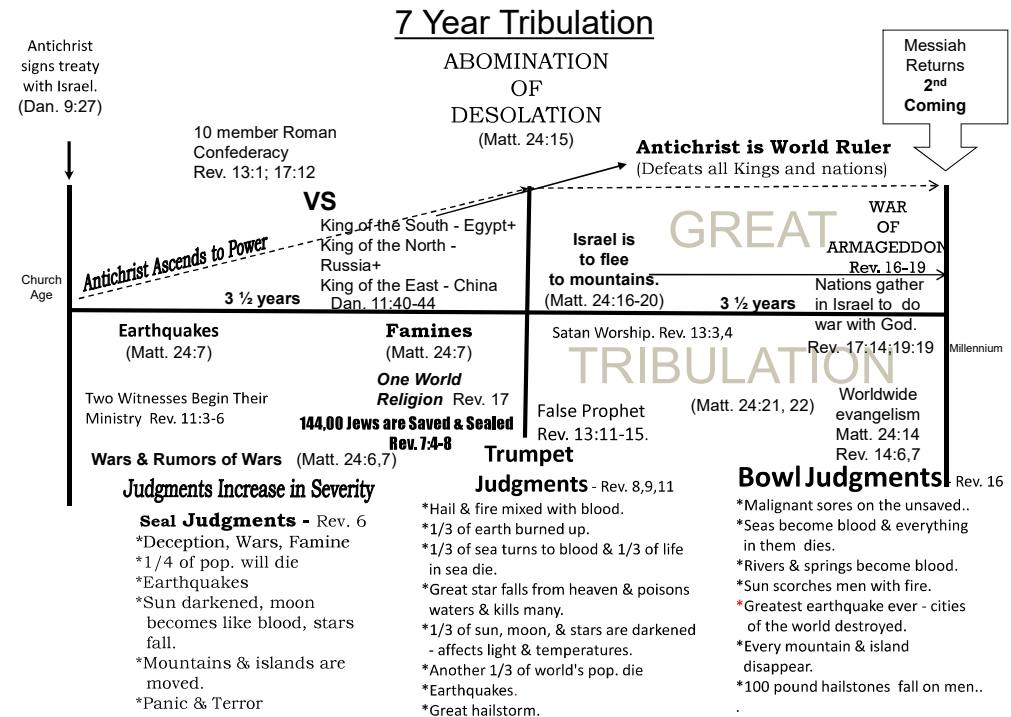 7 Year Tribulation
Antichrist
signs treaty
with Israel.
(Dan. 9:27)
ABOMINATION
OF
DESOLATION
(Matt. 24:15)
Messiah
Returns
2nd
Coming
10 member Roman
Confederacy
Rev. 13:1; 17:12
VS
King of the South - Egypt+
King of the North -
Russia+
King of the East - China
Dan. 11:40-44
Antichrist is World Ruler
(Defeats all Kings and nations)
Antichrist Ascends to Power
Church
Age
3 ½ years
GREAT
Israel is
to flee
to mountains.
(Matt. 24:16-20)
3 ½ years
WAR
OF
ARMAGEDDON
Rev. 16-19
Nations gather
in Israel to do
war with God.
Rev. 17:14;19:19
Millennium
Earthquakes
(Matt. 24:7)
Famines
(Matt. 24:7)
One World
Religion Rev. 17
Two Witnesses Begin Their
Ministry Rev. 11:3-6
144,00 Jews are Saved & Sealed
Rev. 7:4-8
Wars & Rumors of Wars (Matt. 24:6,7)
Satan Worship. Rev. 13:3,4
TRIBULATION
(Matt. 24:21, 22)
False Prophet
Rev. 13:11-15.
Worldwide
evangelism
Matt. 24:14
Rev. 14:6,7
Judgments Increase in Severity
Seal Judgments - Rev. 6
*Deception, Wars, Famine
*1/4 of pop. will die
*Earthquakes
*Sun darkened, moon
becomes like blood, stars
fall.
*Mountains & islands are
moved.
*Panic & Terror
Trumpet
Judgments - Rev. 8,9,11
*Hail & fire mixed with blood.
*1/3 of earth burned up.
*1/3 of sea turns to blood & 1/3 of life
in sea die.
*Great star falls from heaven & poisons
waters & kills many.
*1/3 of sun, moon, & stars are darkened
- affects light & temperatures.
*Another 1/3 of world's pop. die
*Earthquakes.
*Great hailstorm.
Bowl Judgments - Rev. 16
*Malignant sores on the unsaved..
*Seas become blood & everything
in them dies.
*Rivers & springs become blood.
*Sun scorches men with fire.
*Greatest earthquake ever - cities
of the world destroyed.
*Every mountain & island
disappear.
*100 pound hailstones fall on men..
.